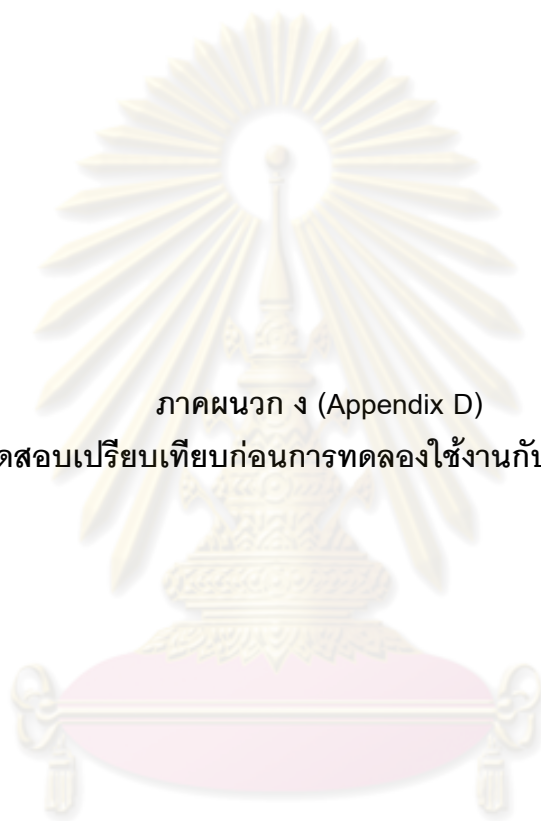 ภาคผนวก ง (Appendix D)
ดสอบเปรียบเทียบก่อนการทดลองใช้งานกับ